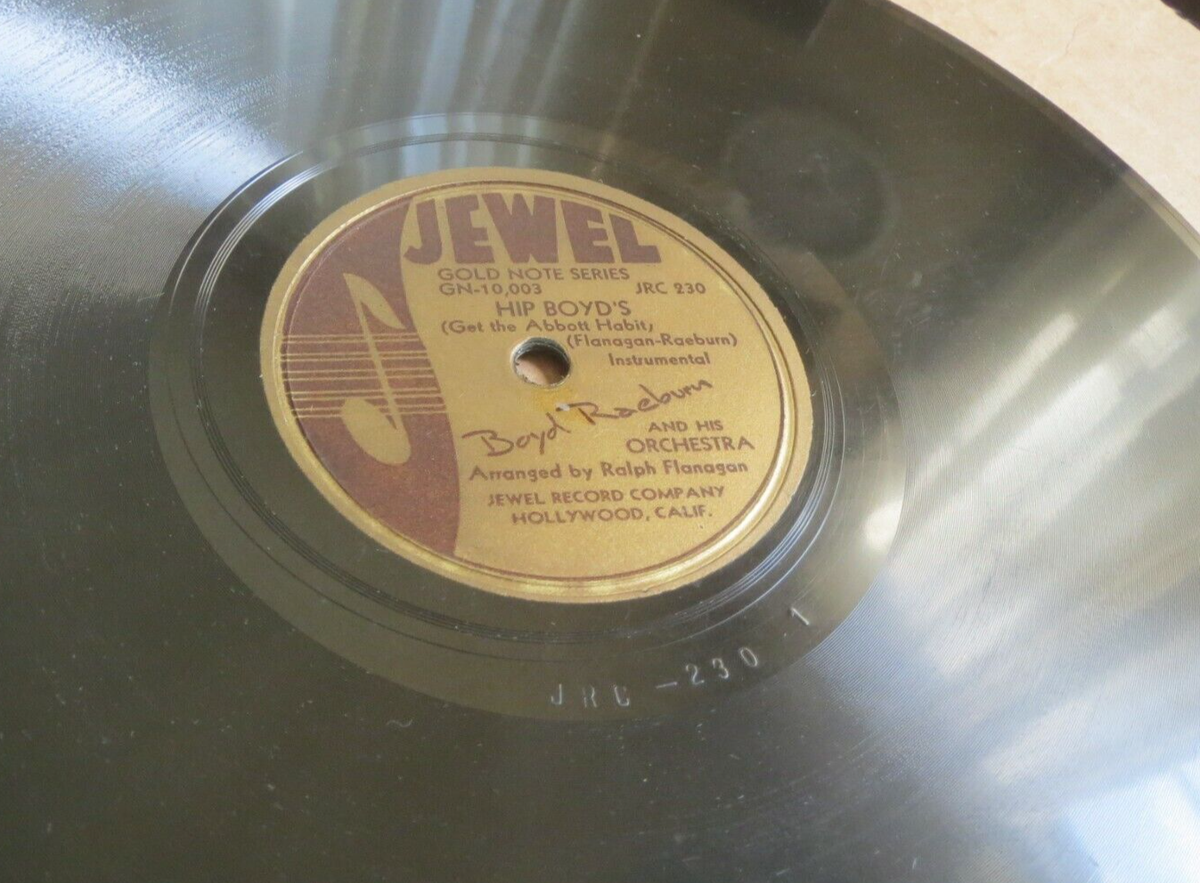 JEWEL
GOLD NOTE SERIES
GN-10,003 JRC 230
HIP BOYD'S
(Get the Abbott Habit,
(Flanagan-Raeburn)
Instrumental
Boyd Raeburn
AND HIS
ORCHESTRA
Arranged by Ralph Flanagan
JEWEL RECORD COMPANY
HOLLYWOOD, CALIF.
JRC-230 1